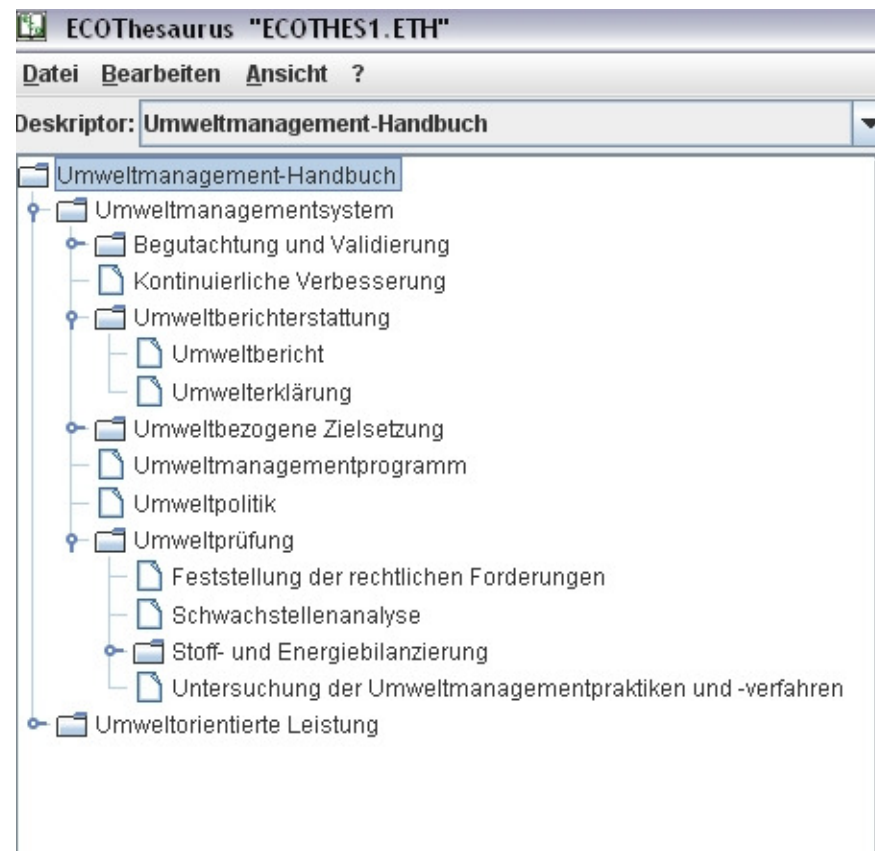 ECOThesaurus "ECOTHES1.ETH"
Datei Bearbeiten Ansicht ?
Deskriptor: Umweltmanagement-Handbuch
Umweltmanagement-Handbuch
Umweltmanagementsystem
Begutachtung und Validierung
Kontinuierliche Verbesserung
Umweltberichterstattung
Umweltbericht
Umwelterklärung
Umweltbezogene Zielsetzung
Umweltmanagementprogramm
Umweltpolitik
Umweltprüfung
Feststellung der rechtlichen Forderungen
Schwachstellenanalyse
Stoff- und Energiebilanzierung
Untersuchung der Umweltmanagementpraktiken und -verfahren
Umweltorientierte Leistung